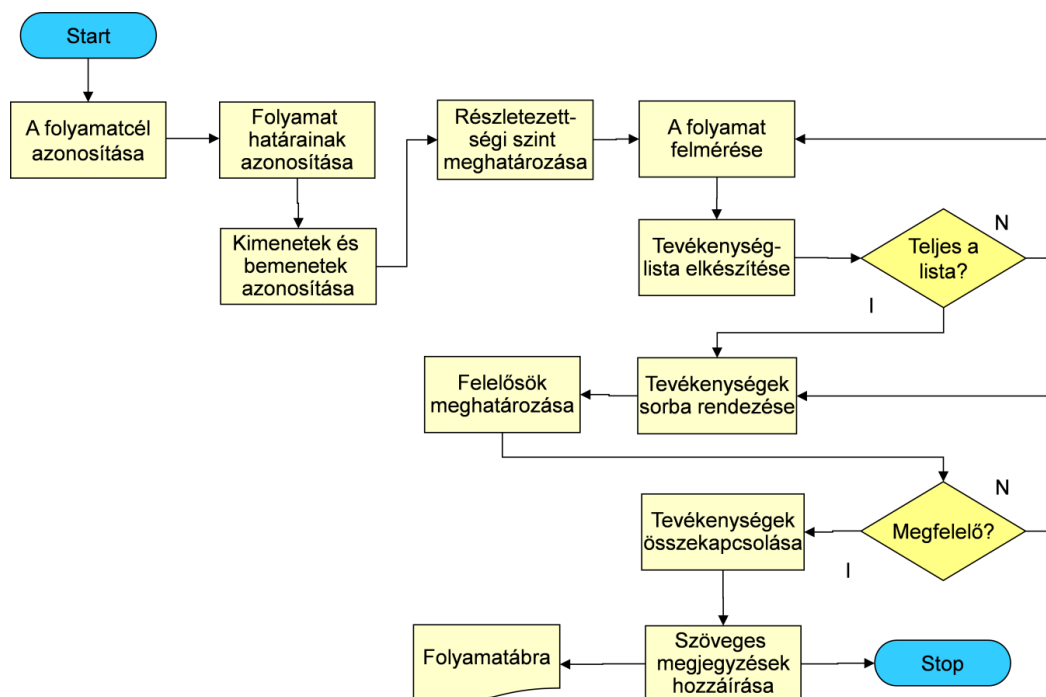 Start
A folyamatcél
azonosítása
Folyamat
határainak
azonosítása
Kimenetek és
bemenetek
azonosítása
Részletezett-
ségi szint
meghatározása
A folyamat
felmérése
Tevékenység-
lista elkészítése
Teljes a
lista?
N
I
Tevékenységek
sorba rendezése
Felelősök
meghatározása
Megfelelő?
N
I
Tevékenységek
összekapcsolása
Szöveges
megjegyzések
hozzáírása
Folyamatábra
Stop